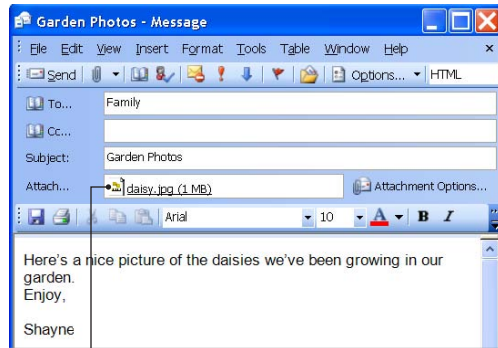 Garden Photos - Message
File Edit View Insert Format Tools Table Window Help
Send Options... HTML
To... Family
Cc...
Subject: Garden Photos
Attach... daisy.jpg (1 MB) Attachment Options...
Arial 10 A B I
Here's a nice picture of the daisies we've been growing in our
garden.
Enjoy,
Shayne